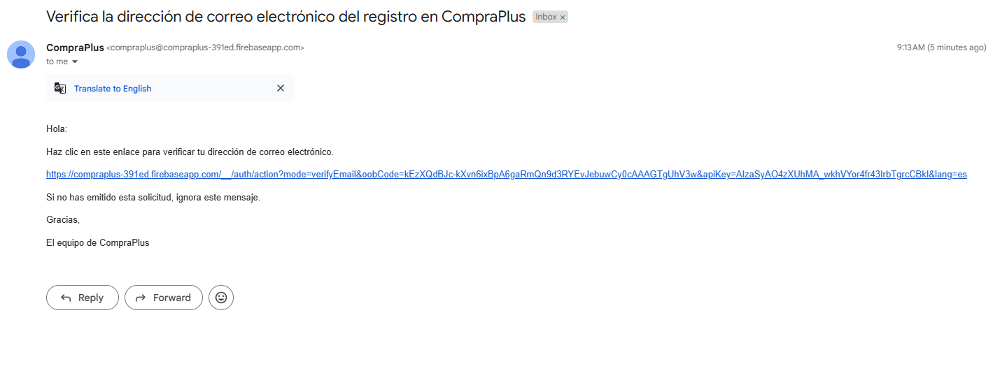 Verifica la dirección de correo electrónico del registro en CompraPlus Inbox ×
CompraPlus <compraplus@compraplus-391ed.firebaseapp.com> 9:13 AM (5 minutes ago)
to me
Translate to English
Hola:
Haz clic en este enlace para verificar tu dirección de correo electrónico.
https://compraplus-391ed.firebaseapp.com/__/auth/action?mode=verifyEmail&oobCode=kEzXQdBJc-kXvn6ixBpA6gaRmQn9d3RYEvJebuwCy0cAAAGTgUhV3w&apiKey=AIzaSyAO4zXUhMA_wkhVYor4fr43IrbTgrcCBkI&lang=es
Si no has emitido esta solicitud, ignora este mensaje.
Gracias,
El equipo de CompraPlus
Reply Forward